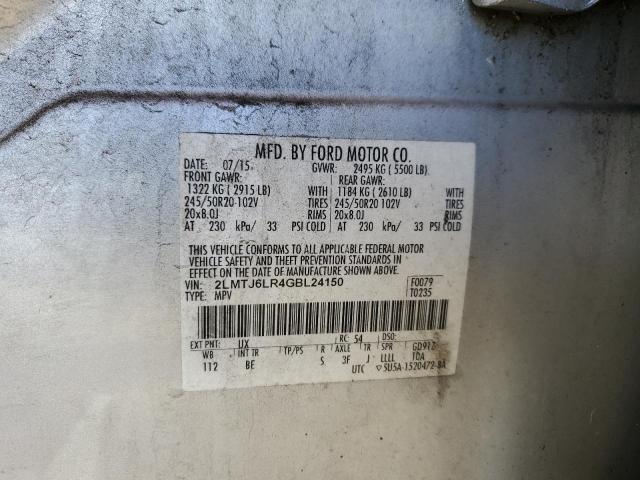 MFD. BY FORD MOTOR CO.
DATE: 07/15 GVWR: 2495 KG ( 5500 LB)
FRONT GAWR: REAR GAWR:
1322 KG ( 2915 LB) WITH 1184 KG ( 2610 LB) WITH
245/50R20 102V TIRES 245/50R20 102V TIRES
20x8.0J RIMS 20x8.0J RIMS
AT 230 kPa/ 33 PSI COLD AT 230 kPa/ 33 PSI COLD
THIS VEHICLE CONFORMS TO ALL APPLICABLE FEDERAL MOTOR
VEHICLE SAFETY AND THEFT PREVENTION STANDARDS IN
EFFECT ON THE DATE OF MANUFACTURE SHOWN ABOVE.
VIN: 2LMTJ6LR4GBL24150 F0079
TYPE: MPV T0235
EXT PNT: UX RC: 54 DSO:
WB INT TR TP/PS R AXLE TR SPR
112 BE S 3F J LLLL
UTC